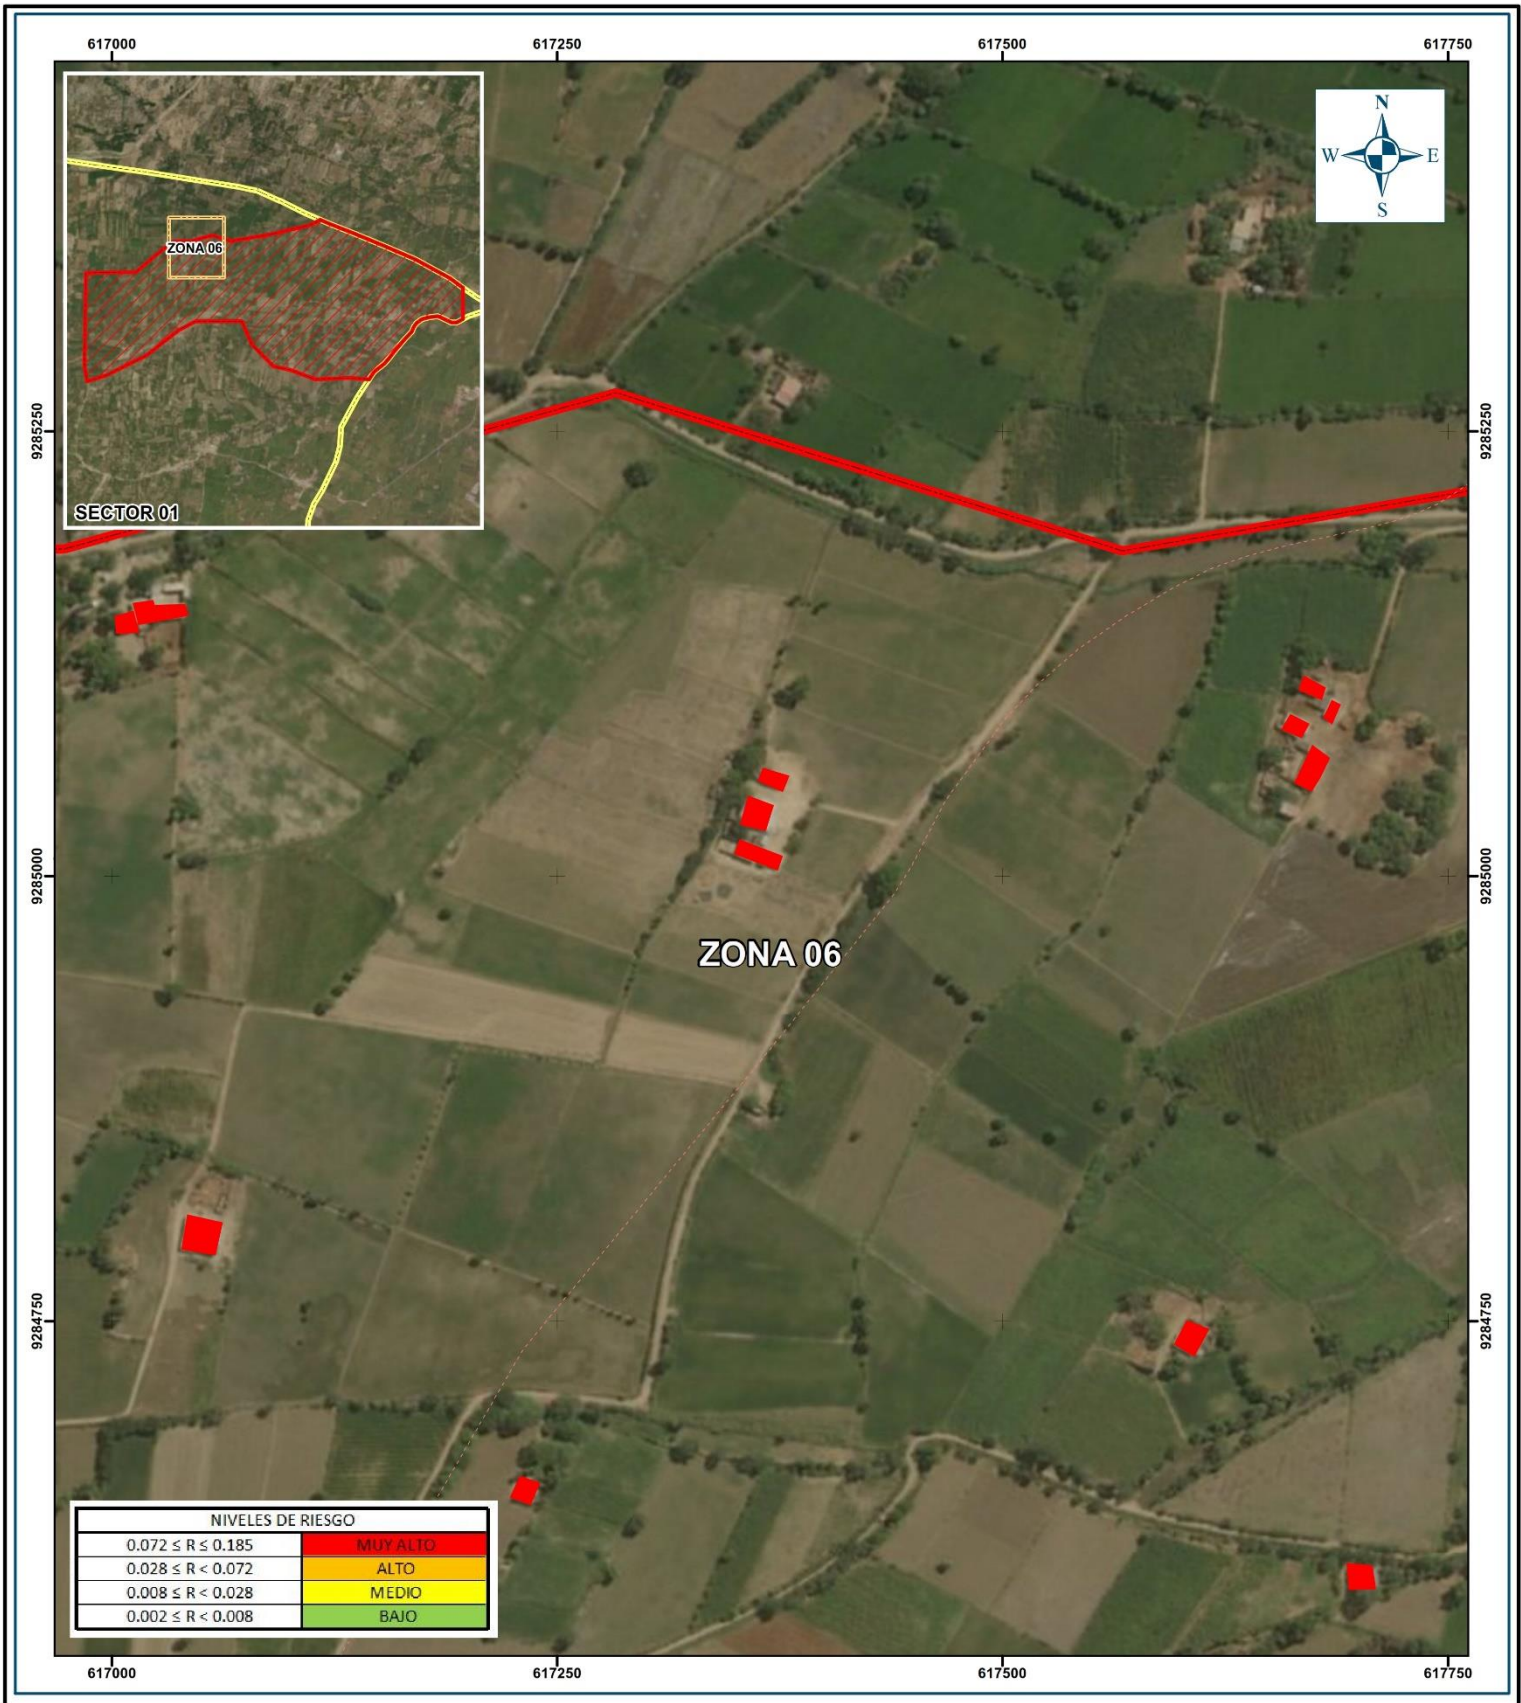 617000 617250 617500 617750
N
W E
S
ZONA 06
SECTOR 01
9285250 9285250
9285000 9285000
ZONA 06
9284750 9284750
NIVELES DE RIESGO
0.072 ≤ R ≤ 0.185 MUY ALTO
0.028 ≤ R < 0.072 ALTO
0.008 ≤ R < 0.028 MEDIO
0.002 ≤ R < 0.008 BAJO
617000 617250 617500 617750